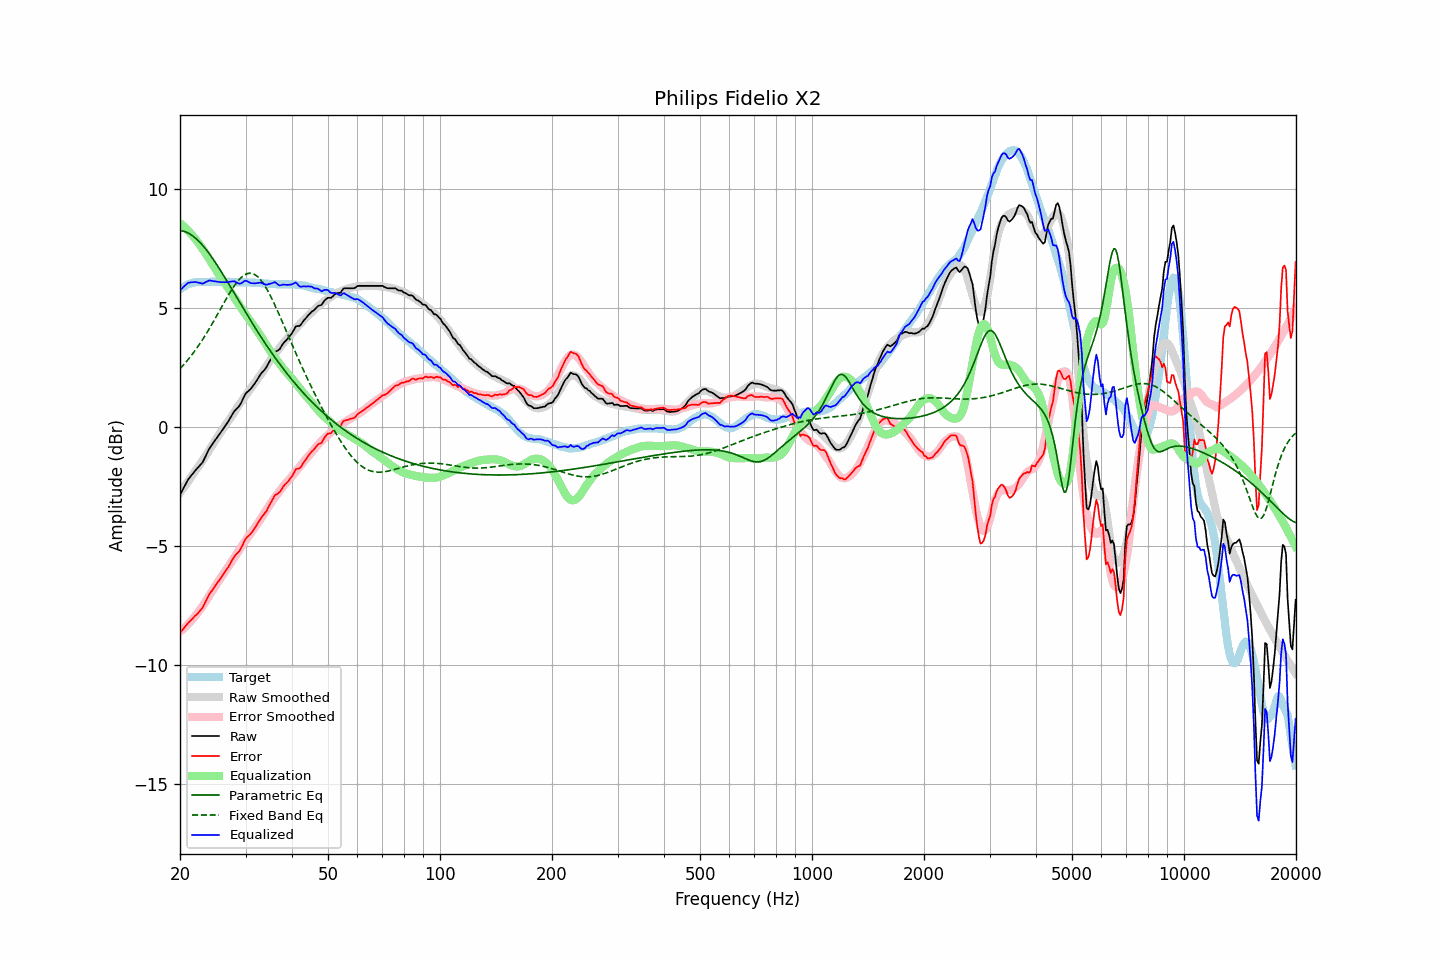 Philips Fidelio X2
Amplitude (dBr)
10
5
0
−5
−10
−15
Target
Raw Smoothed
Error Smoothed
Raw
Error
Equalization
Parametric Eq
Fixed Band Eq
Equalized
20 50 100 200 500 1000 2000 5000 10000 20000
Frequency (Hz)